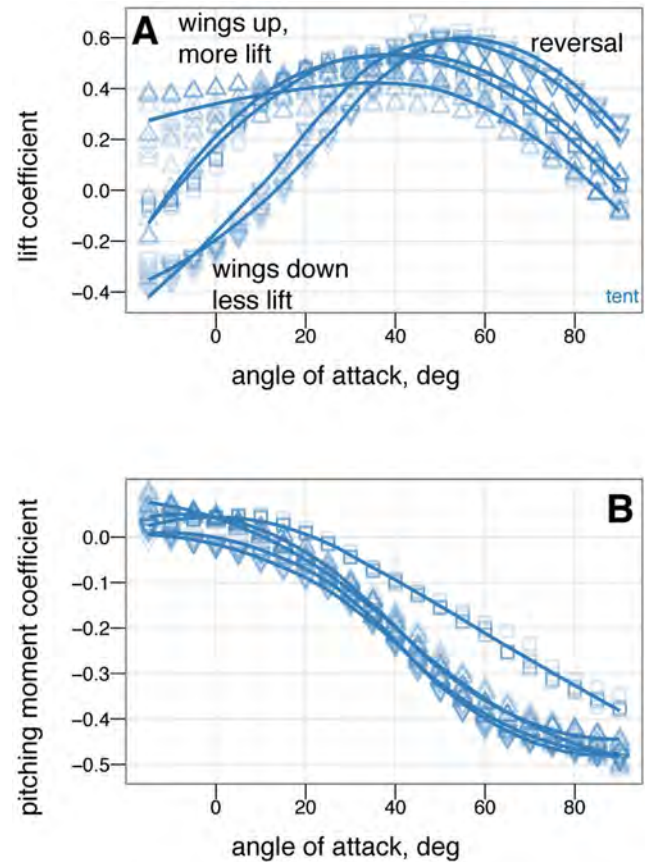 A
wings up,
more lift
reversal
wings down
less lift
tent
lift coefficient
0.6
0.4
0.2
0.0
−0.2
−0.4
0
20
40
60
80
angle of attack, deg
B
pitching moment coefficient
0.0
−0.1
−0.2
−0.3
−0.4
−0.5
0
20
40
60
80
angle of attack, deg